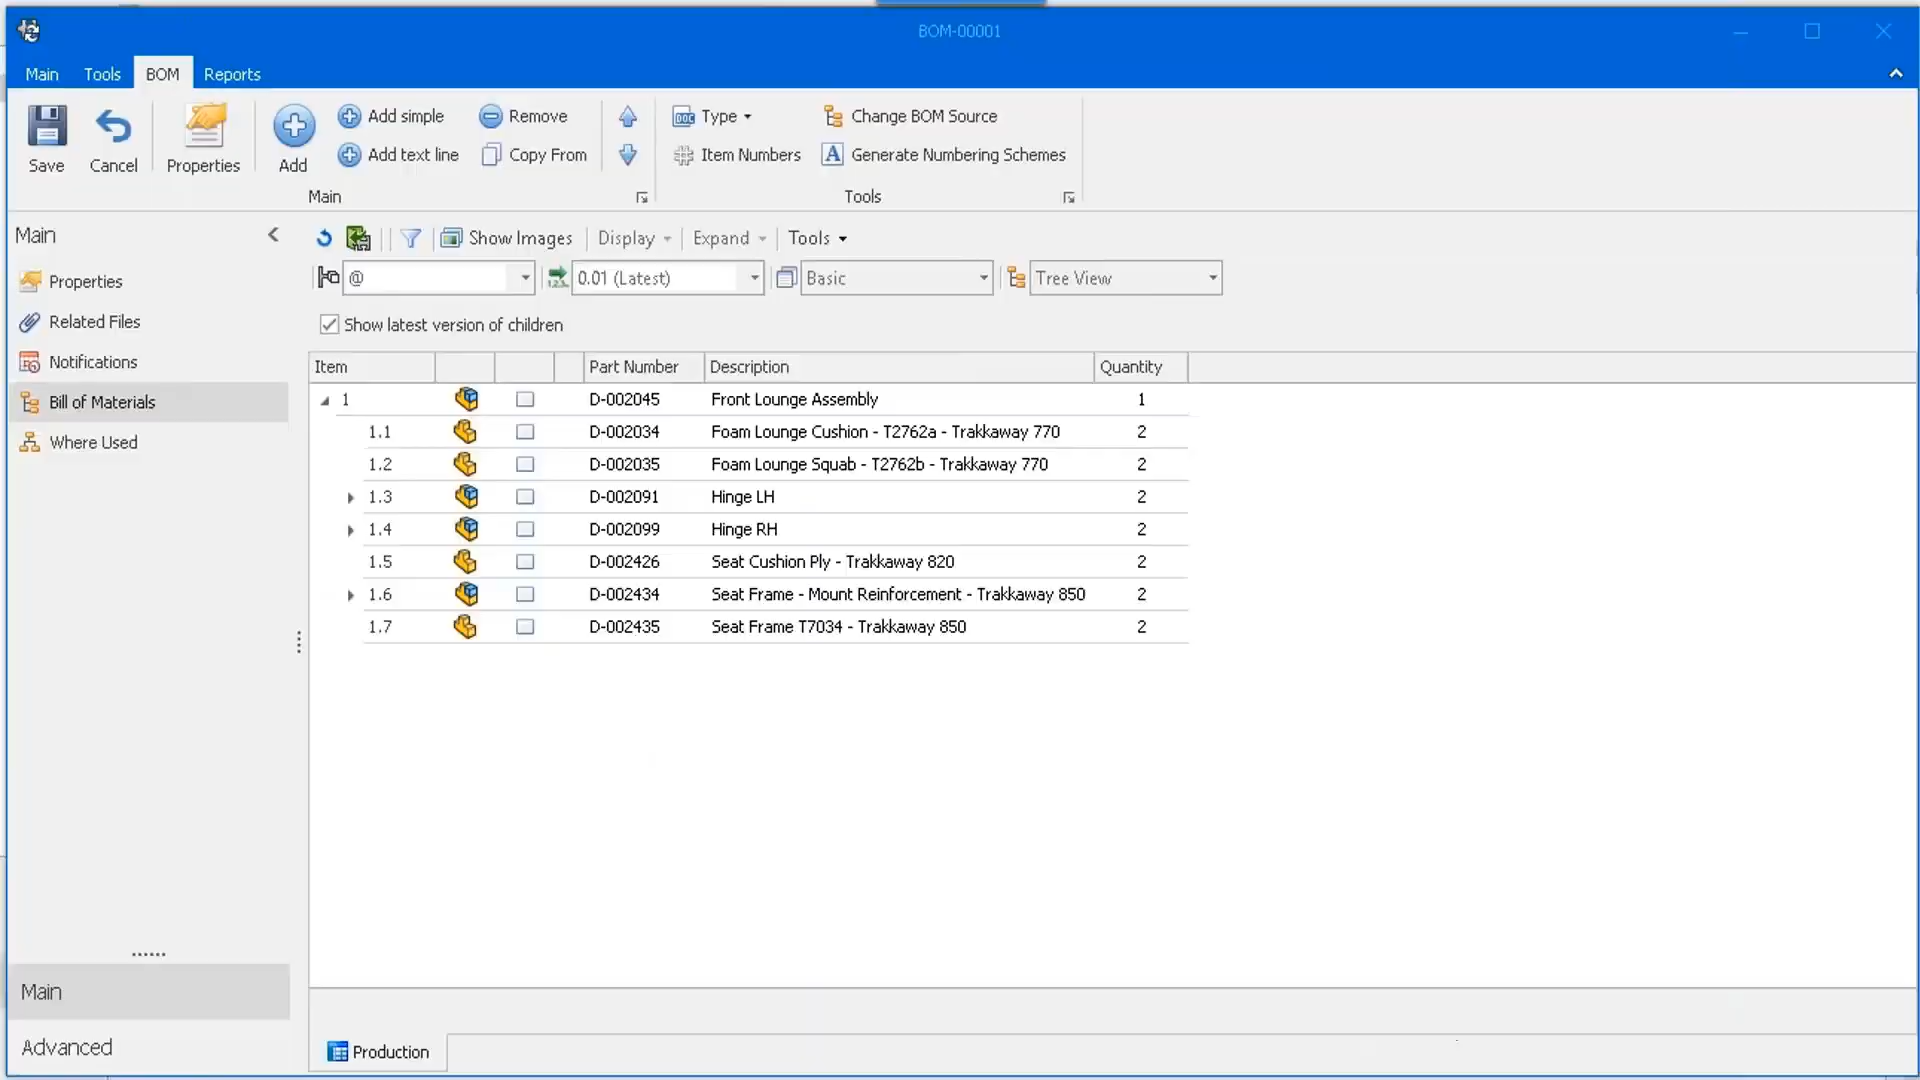 BOM-00001
Main Tools BOM Reports
Save Cancel Properties Add
Add simple Remove
Add text line Copy From
Type Change BOM Source
Item Numbers A Generate Numbering Schemes
Main Tools
Main
Properties
Related Files
Notifications
Bill of Materials
Where Used
Show Images Display Expand Tools
@ 0.01 (Latest) Basic Tree View
Show latest version of children
Item Part Number Description Quantity
1 D-002045 Front Lounge Assembly 1
1.1 D-002034 Foam Lounge Cushion - T2762a - Trakkaway 770 2
1.2 D-002035 Foam Lounge Squab - T2762b - Trakkaway 770 2
1.3 D-002091 Hinge LH 2
1.4 D-002099 Hinge RH 2
1.5 D-002426 Seat Cushion Ply - Trakkaway 820 2
1.6 D-002434 Seat Frame - Mount Reinforcement - Trakkaway 850 2
1.7 D-002435 Seat Frame T7034 - Trakkaway 850 2
Main
Advanced
Production